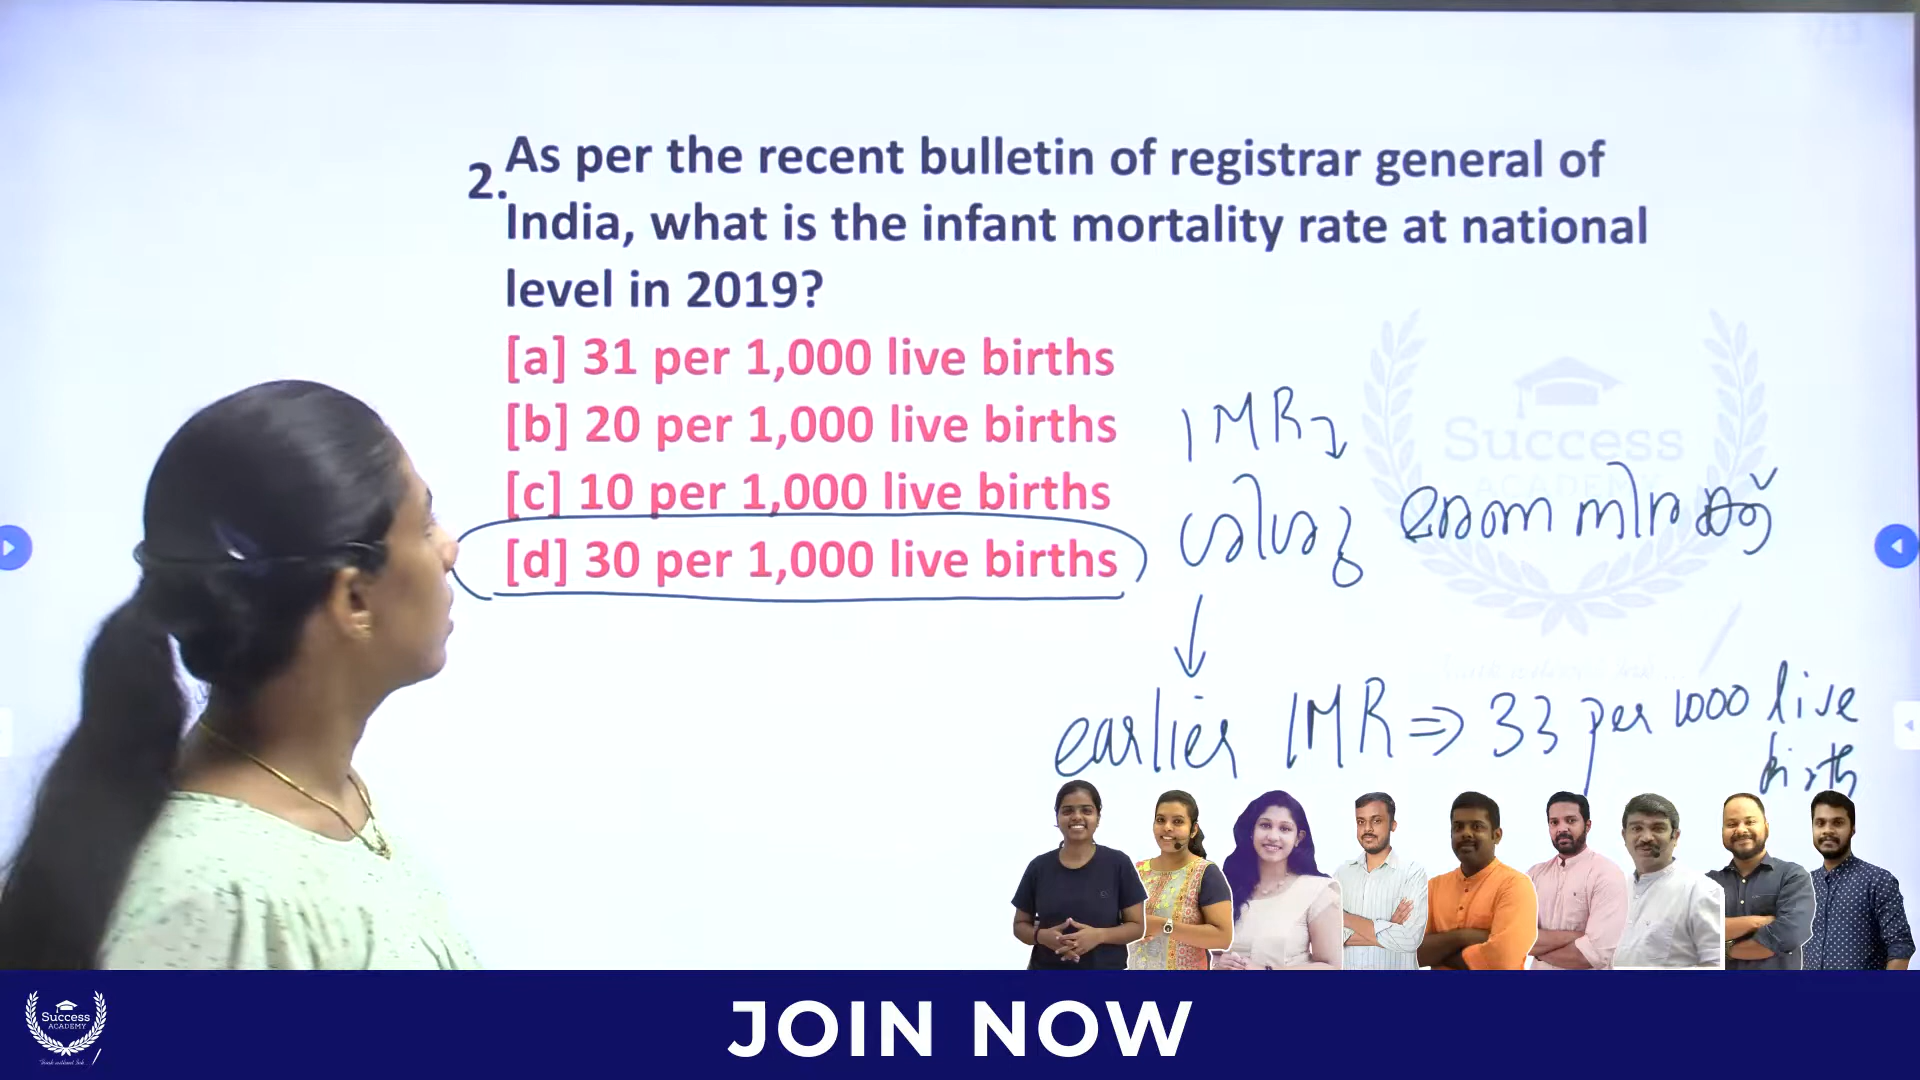 2. As per the recent bulletin of registrar general of
India, what is the infant mortality rate at national
level in 2019?
[a] 31 per 1,000 live births
[b] 20 per 1,000 live births
[c] 10 per 1,000 live births
[d] 30 per 1,000 live births
IMR
ശിശു മരണ നിരക്ക്
earlier IMR ⇒ 33 per 1000 live
birth
Success
ACADEMY
Success
ACADEMY
JOIN NOW